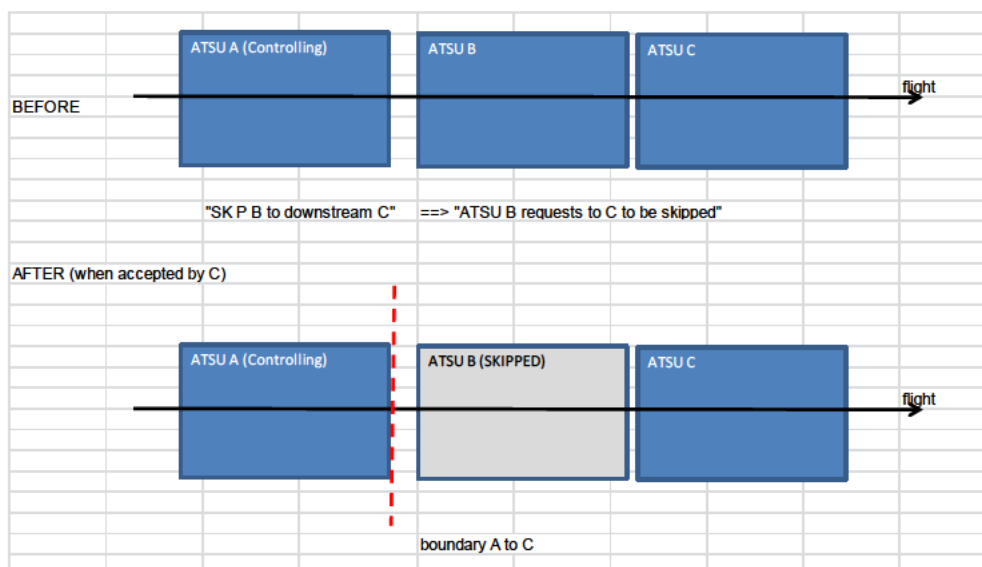 ATSU A (Controlling)
ATSU B
ATSU C
flight
BEFORE
"SK P B to downstream C"
==> "ATSU B requests to C to be skipped"
AFTER (when accepted by C)
ATSU A (Controlling)
ATSU B (SKIPPED)
ATSU C
flight
boundary A to C